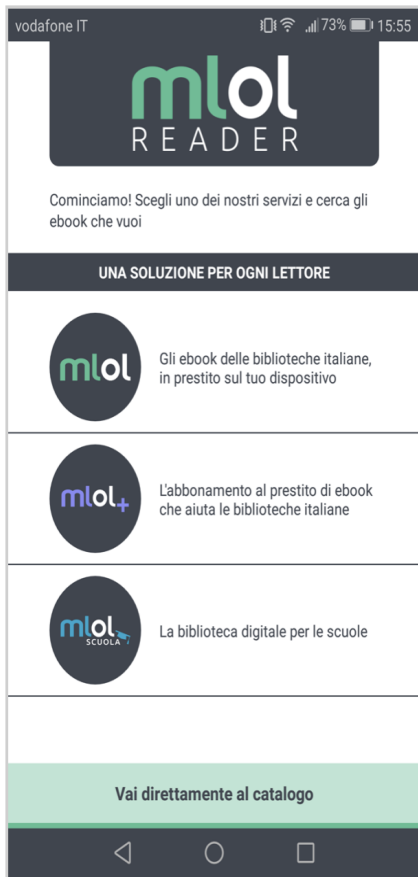 vodafone IT 73% 15:55
mlol
READER
Cominciamo! Scegli uno dei nostri servizi e cerca gli
ebook che vuoi
UNA SOLUZIONE PER OGNI LETTORE
mlol
Gli ebook delle biblioteche italiane,
in prestito sul tuo dispositivo
mlol+
L'abbonamento al prestito di ebook
che aiuta le biblioteche italiane
mlol
SCUOLA
La biblioteca digitale per le scuole
Vai direttamente al catalogo